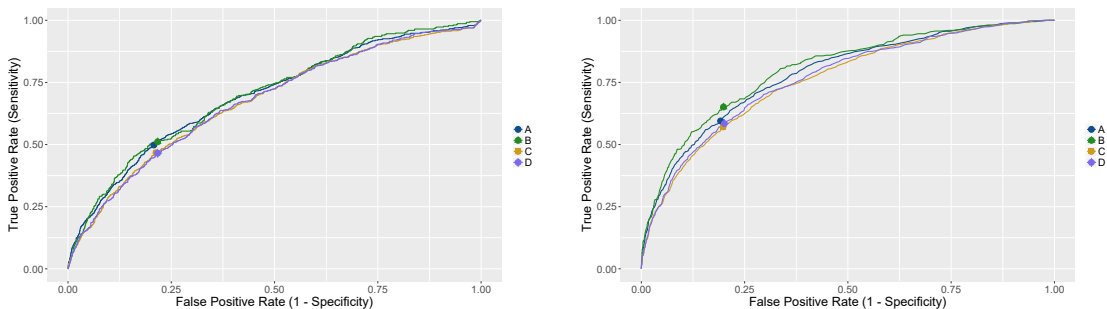 1.00
0.75
0.50
0.25
0.00
True Positive Rate (Sensitivity)
0.00 0.25 0.50 0.75 1.00
False Positive Rate (1 - Specificity)
A
B
C
D
1.00
0.75
0.50
0.25
0.00
True Positive Rate (Sensitivity)
0.00 0.25 0.50 0.75 1.00
False Positive Rate (1 - Specificity)
A
B
C
D